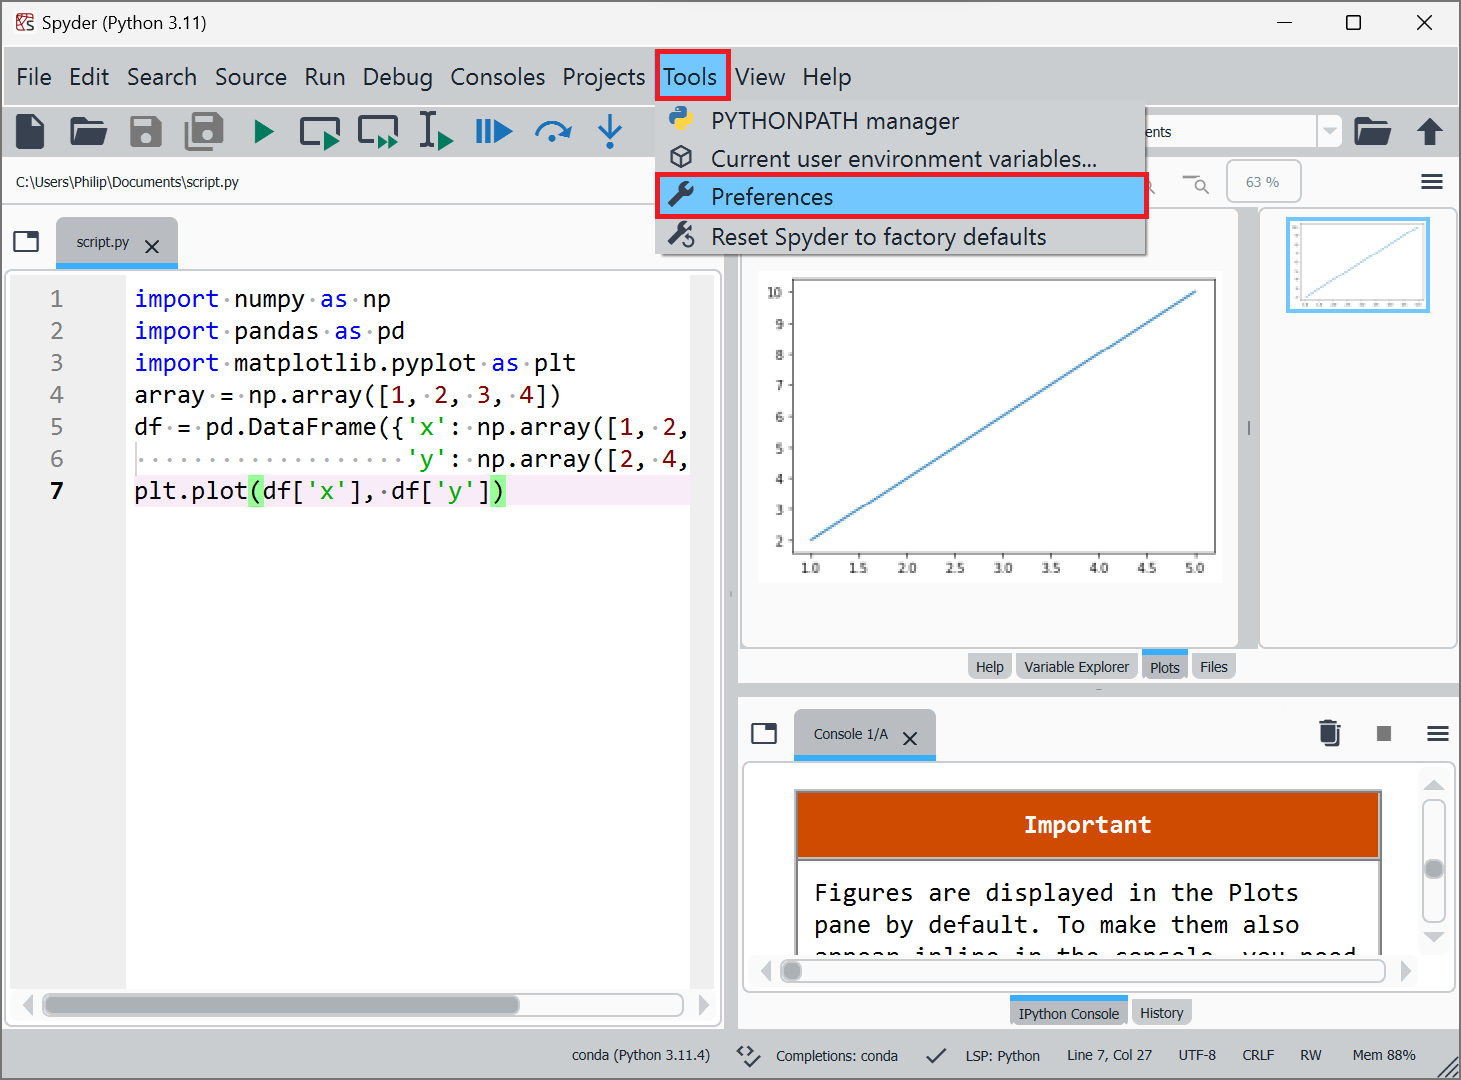 Spyder (Python 3.11)
File Edit Search Source Run Debug Consoles Projects Tools View Help
PYTHONPATH manager
Current user environment variables...
Preferences
Reset Spyder to factory defaults
ents
C:\Users\Philip\Documents\script.py
63 %
script.py
1 import numpy as np
2 import pandas as pd
3 import matplotlib.pyplot as plt
4 array = np.array([1, 2, 3, 4])
5 df = pd.DataFrame({'x': np.array([1, 2,
6 'y': np.array([2, 4,
7 plt.plot(df['x'], df['y'])
10
9
8
7
6
5
4
3
2
1.0 1.5 2.0 2.5 3.0 3.5 4.0 4.5 5.0
Help Variable Explorer Plots Files
Console 1/A
Important
Figures are displayed in the Plots
pane by default. To make them also
appear inline in the console, you need
IPython Console History
conda (Python 3.11.4) Completions: conda LSP: Python Line 7, Col 27 UTF-8 CRLF RW Mem 88%